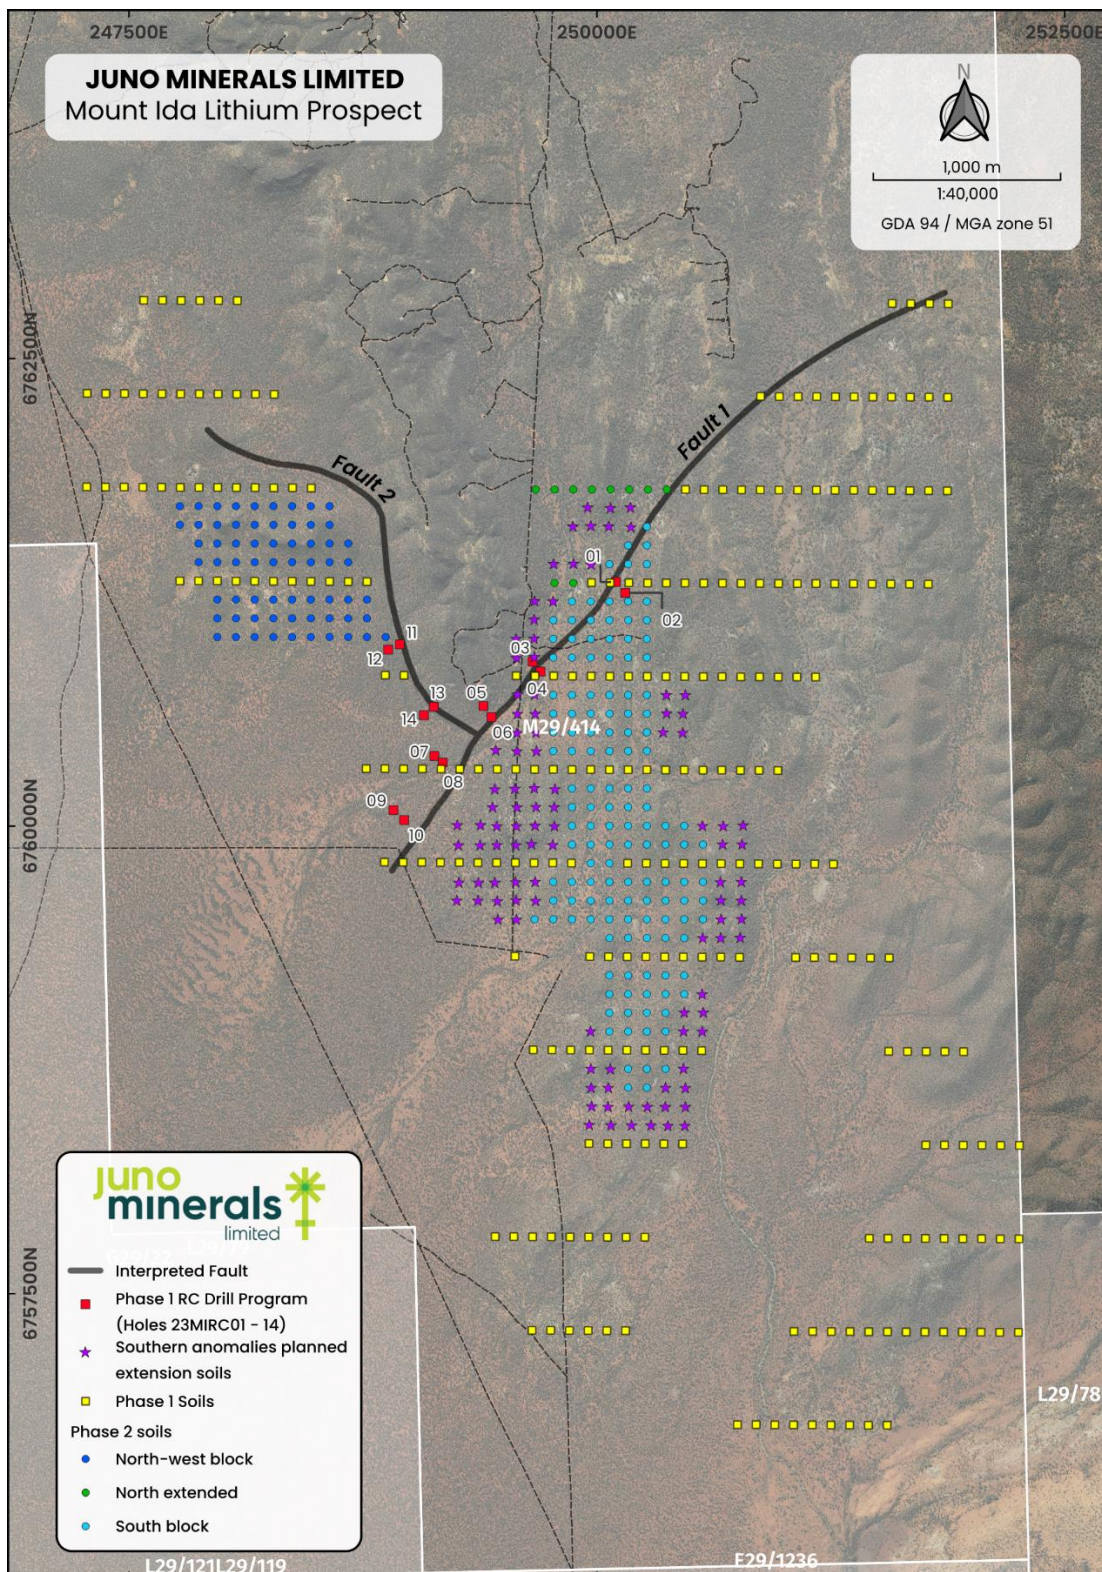 247500E
250000E
252500E
JUNO MINERALS LIMITED
Mount Ida Lithium Prospect
N
1,000 m
1:40,000
GDA 94 / MGA zone 51
6762500N
Fault 1
Fault 2
01
02
11
12
03
04
13
05
14
06
M29/414
07
08
09
10
6760000N
juno
minerals
limited
Interpreted Fault
Phase 1 RC Drill Program
(Holes 23MIRC01 - 14)
Southern anomalies planned
extension soils
Phase 1 Soils
Phase 2 soils
North-west block
North extended
South block
6757500N
L29/78
L29/121L29/119
E29/1236